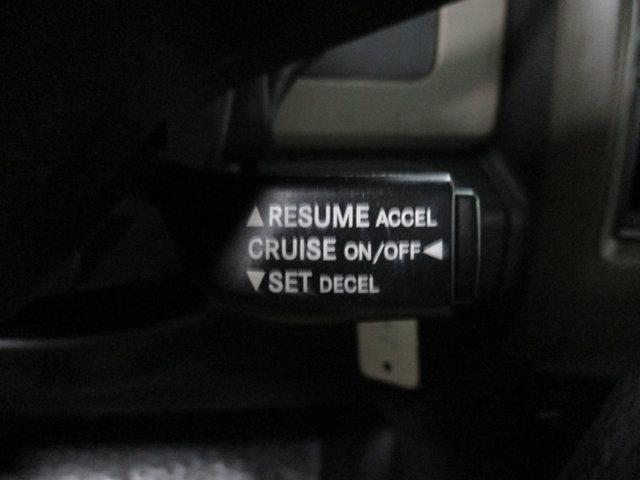 ▲RESUME ACCEL
CRUISE ON/OFF◀
▼SET DECEL